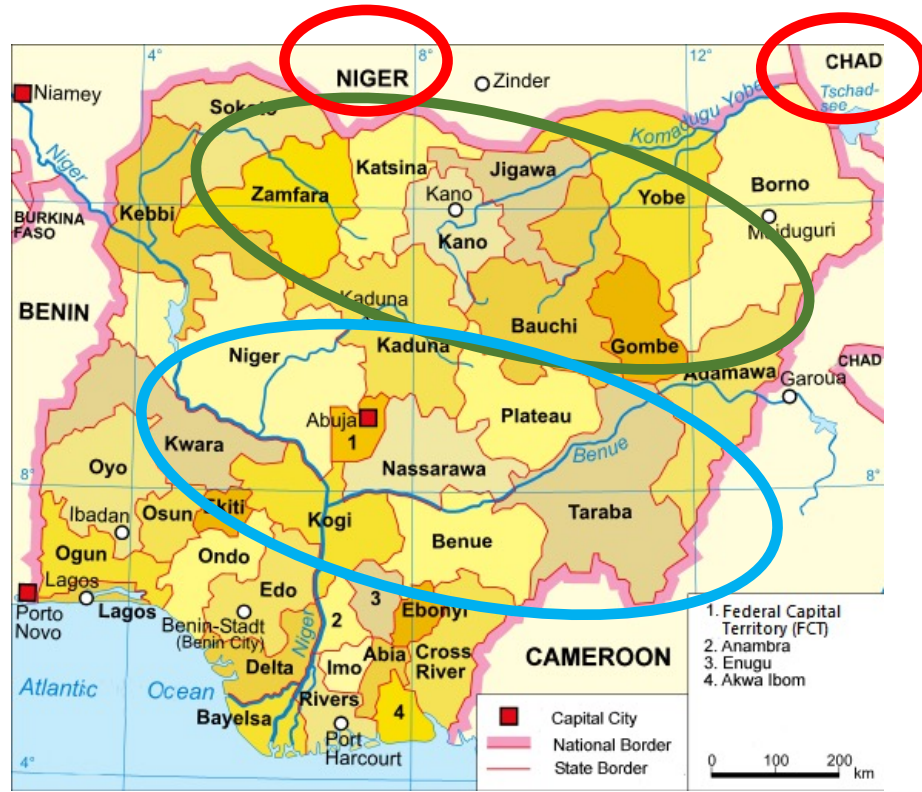 4°
8°
12°
CHAD
NIGER
Zinder
Niamey
Tschad-
see
Sokoto
Komadugu Yobe
Niger
Katsina
Jigawa
Zamfara
Kano
Yobe
Borno
BURKINA
FASO
Kebbi
Kano
Maiduguri
BENIN
Kaduna
Bauchi
Niger
Kaduna
Gombe
CHAD
Adamawa
Garoua
Abuja
1
Plateau
Kwara
Benue
Oyo
Nassarawa
8°
8°
Ibadan
Osun
Ekiti
Kogi
Taraba
Ogun
Ondo
Benue
Lagos
Edo
3
Ebonyi
Porto
Novo
Lagos
Benin-Stadt
(Benin City)
2
Niger
Delta
Imo
Abia
Cross
River
CAMEROON
Atlantic Ocean
Bayelsa
Rivers
4
Port
Harcourt
4°
1. Federal Capital
Territory (FCT)
2. Anambra
3. Enugu
4. Akwa Ibom
Capital City
National Border
State Border
0 100 200
km